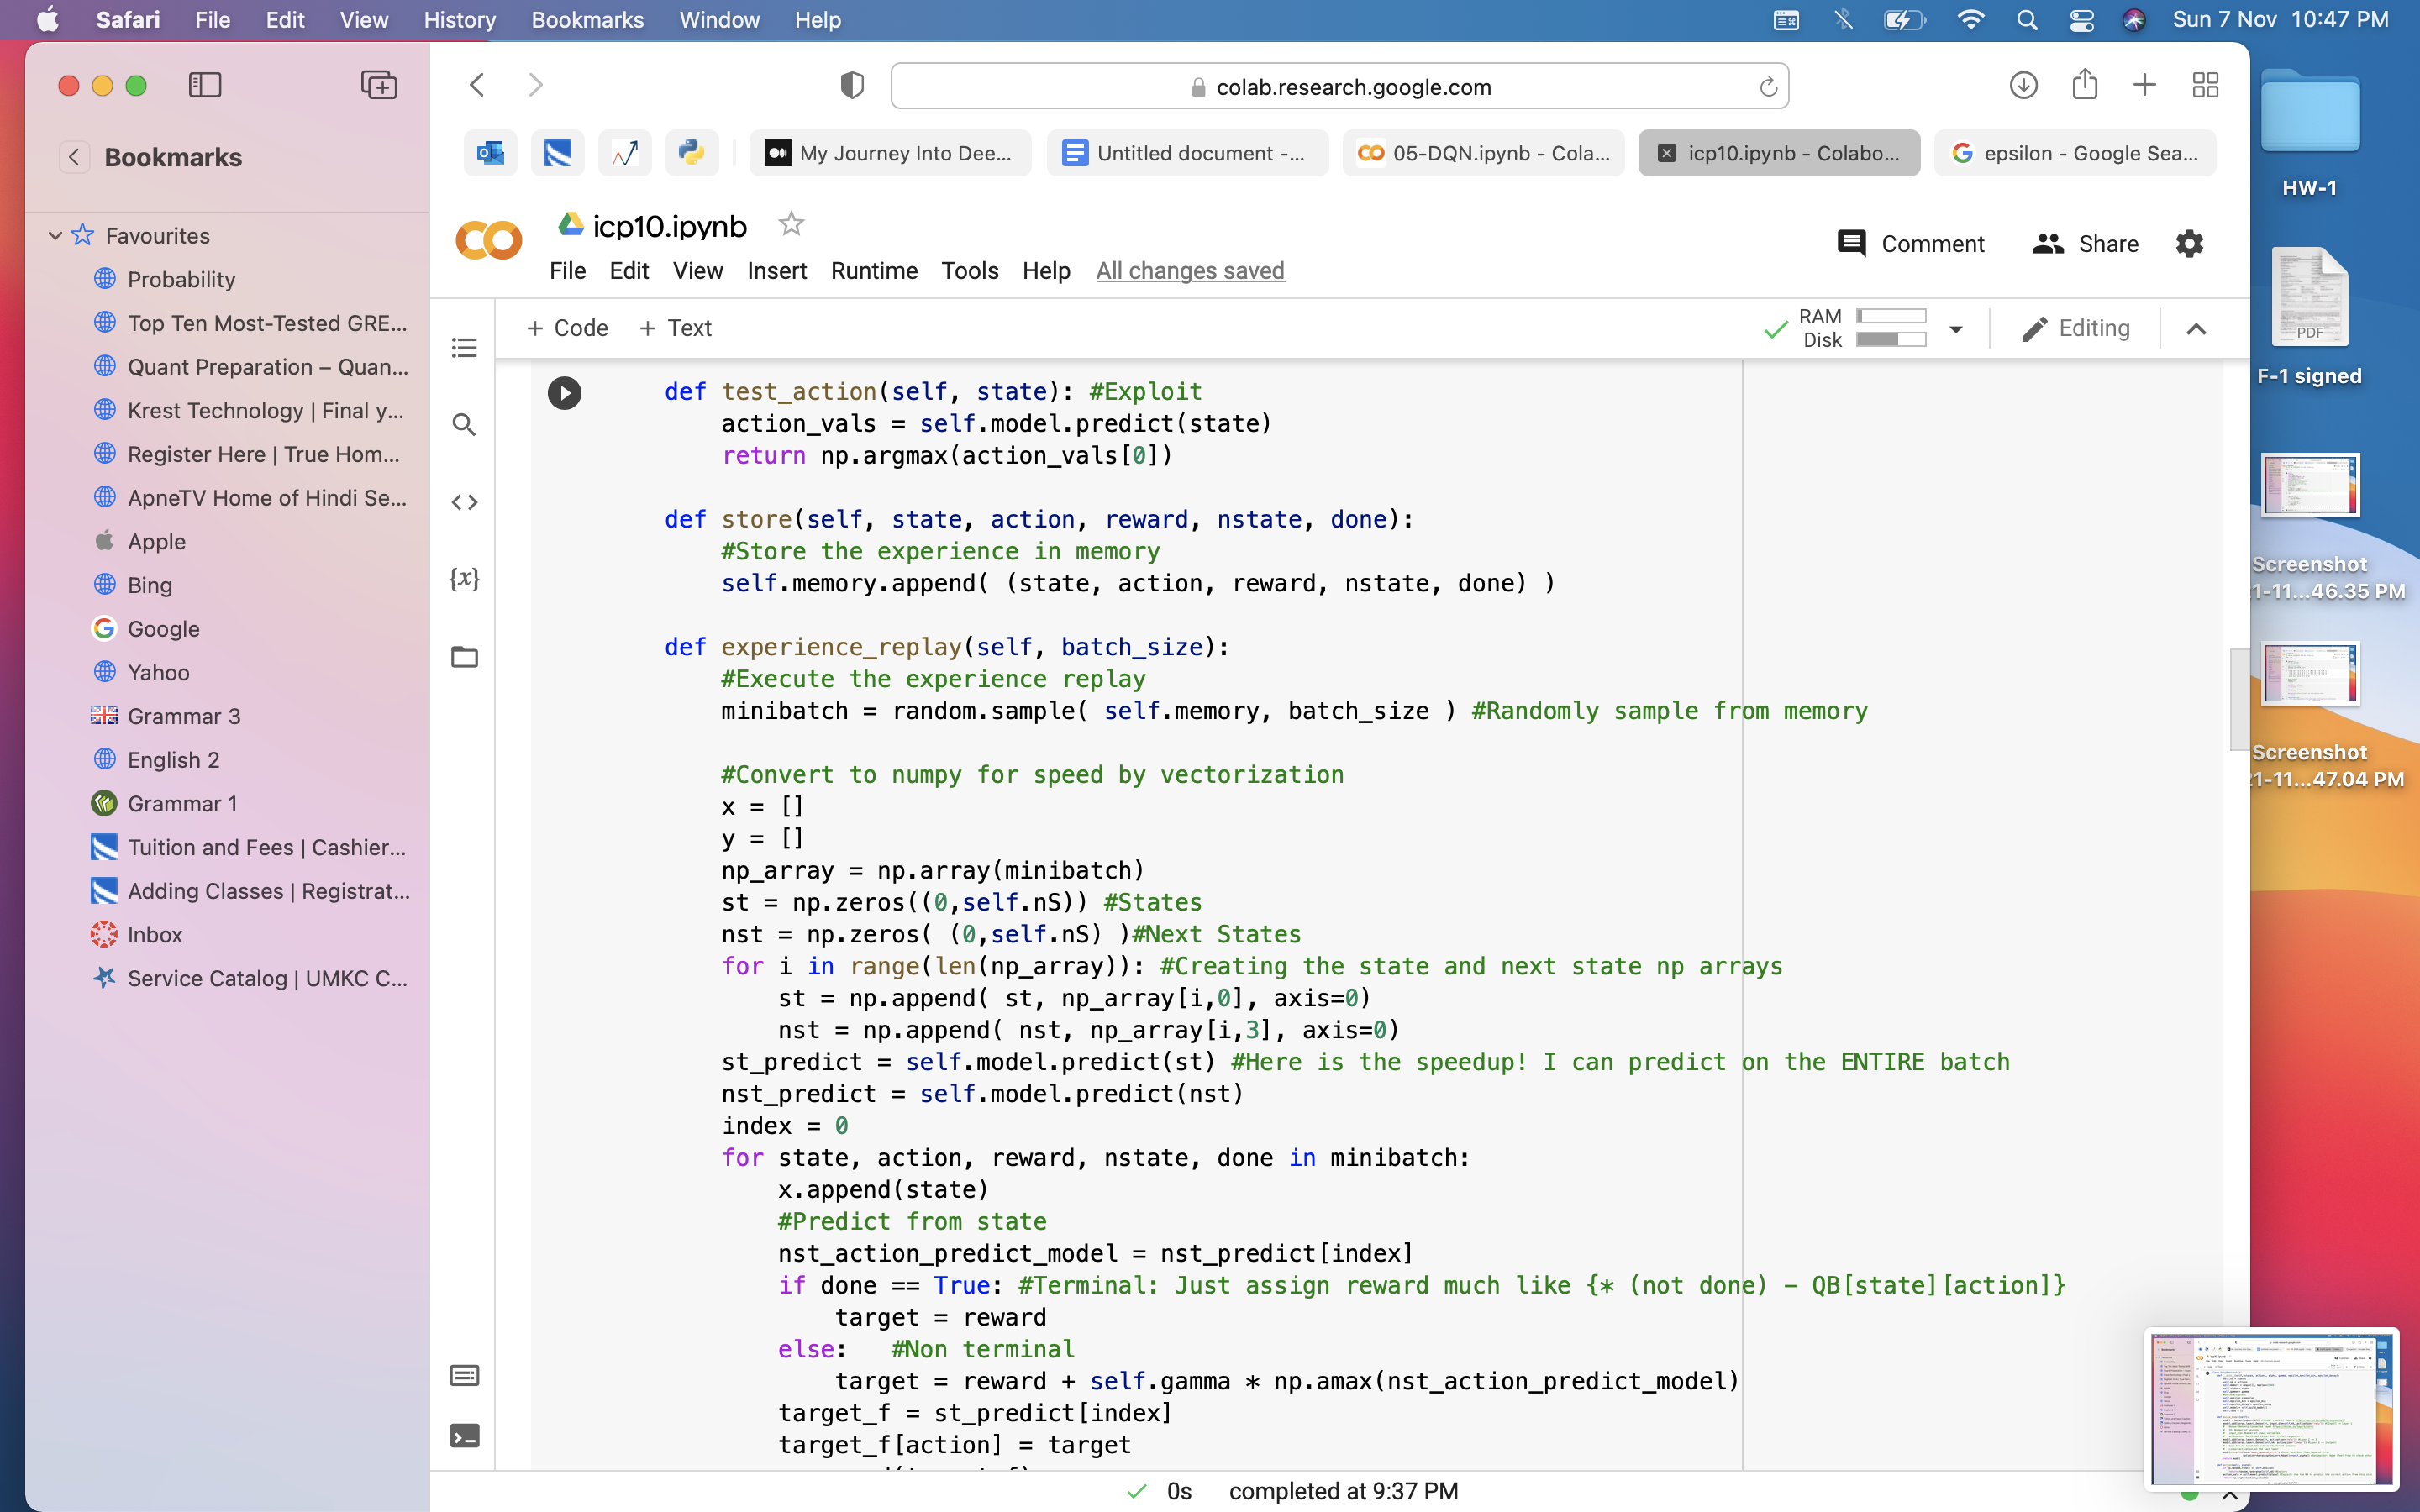 Safari File Edit View History Bookmarks Window Help Sun 7 Nov 10:47 PM
colab.research.google.com
My Journey Into Dee... Untitled document -... 05-DQN.ipynb - Cola... icp10.ipynb - Colabo... epsilon - Google Sea...
Bookmarks
Favourites
Probability
Top Ten Most-Tested GRE...
Quant Preparation – Quan...
Krest Technology | Final y...
Register Here | True Hom...
ApneTV Home of Hindi Se...
Apple
Bing
Google
Yahoo
Grammar 3
English 2
Grammar 1
Tuition and Fees | Cashier...
Adding Classes | Registrat...
Inbox
Service Catalog | UMKC C...
icp10.ipynb
File Edit View Insert Runtime Tools Help All changes saved
Comment Share
+ Code + Text
RAM
Disk
Editing
def test_action(self, state): #Exploit
action_vals = self.model.predict(state)
return np.argmax(action_vals[0])
def store(self, state, action, reward, nstate, done):
#Store the experience in memory
self.memory.append( (state, action, reward, nstate, done) )
def experience_replay(self, batch_size):
#Execute the experience replay
minibatch = random.sample( self.memory, batch_size ) #Randomly sample from memory
#Convert to numpy for speed by vectorization
x = []
y = []
np_array = np.array(minibatch)
st = np.zeros((0,self.nS)) #States
nst = np.zeros( (0,self.nS) )#Next States
for i in range(len(np_array)): #Creating the state and next state np arrays
st = np.append( st, np_array[i,0], axis=0)
nst = np.append( nst, np_array[i,3], axis=0)
st_predict = self.model.predict(st) #Here is the speedup! I can predict on the ENTIRE batch
nst_predict = self.model.predict(nst)
index = 0
for state, action, reward, nstate, done in minibatch:
x.append(state)
#Predict from state
nst_action_predict_model = nst_predict[index]
if done == True: #Terminal: Just assign reward much like {* (not done) - QB[state][action]}
target = reward
else: #Non terminal
target = reward + self.gamma * np.amax(nst_action_predict_model)
target_f = st_predict[index]
target_f[action] = target
0s completed at 9:37 PM
HW-1
PDF
F-1 signed
Screenshot
1-11...46.35 PM
Screenshot
1-11...47.04 PM